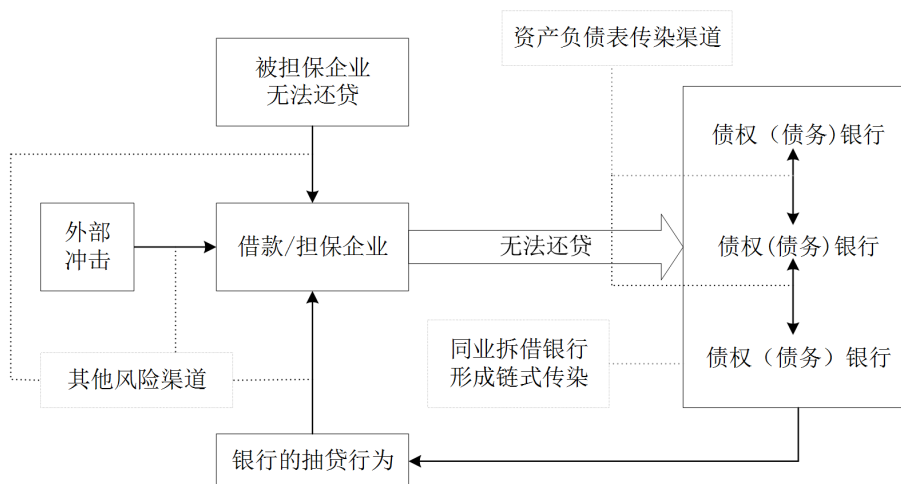 资产负债表传染渠道
被担保企业
无法还贷
债权（债务)银行
外部
冲击
借款/担保企业
无法还贷
债权(债务)银行
同业拆借银行
形成链式传染
债权（债务）银行
其他风险渠道
银行的抽贷行为